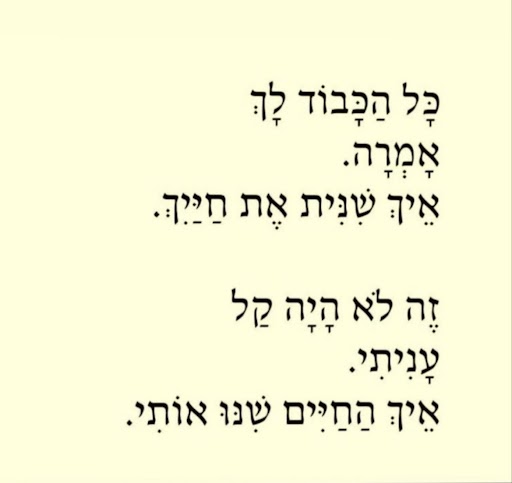 כָּל הַכָּבוֹד לָךְ
אָמְרָה.
אֵיךְ שִׁנִּית אֶת חַיַּיִךְ.
זֶה לֹא הָיָה קַל
עָנִיתִי.
אֵיךְ הַחַיִּים שִׁנּוּ אוֹתִי.